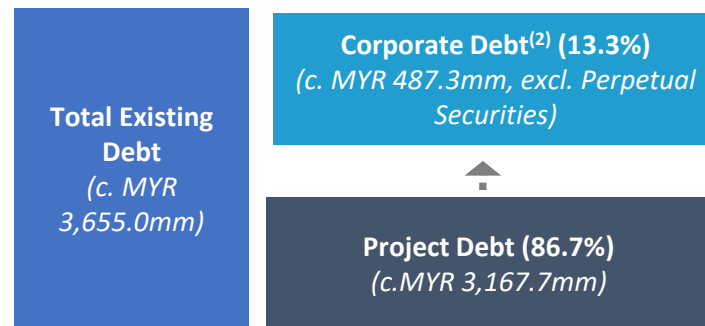 Total Existing
Debt
(c. MYR
3,655.0mm)
Corporate Debt(2) (13.3%)
(c. MYR 487.3mm, excl. Perpetual
Securities)
Project Debt (86.7%)
(c.MYR 3,167.7mm)